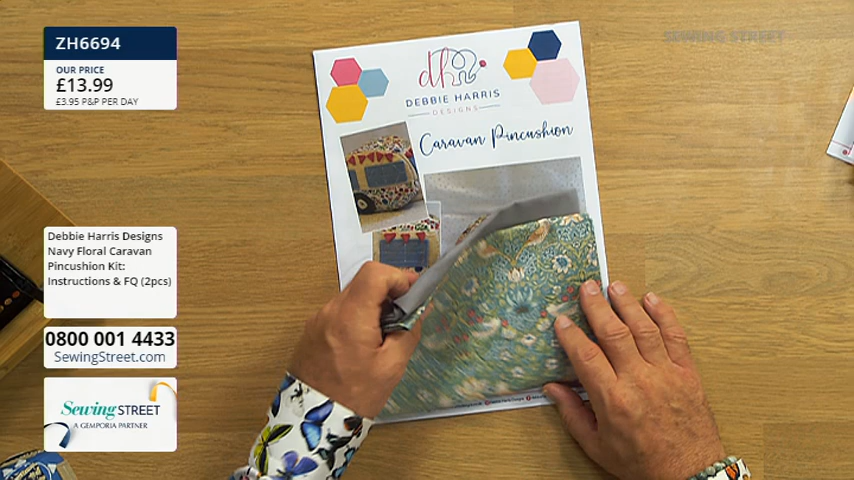 ZH6694
OUR PRICE
£13.99
£3.95 P&P PER DAY
SEWING STREET
dh
DEBBIE HARRIS
DESIGNS
Caravan Pincushion
Debbie Harris Designs
Navy Floral Caravan
Pincushion Kit:
Instructions & FQ (2pcs)
0800 001 4433
SewingStreet.com
Sewing STREET
A GEMPORIA PARTNER